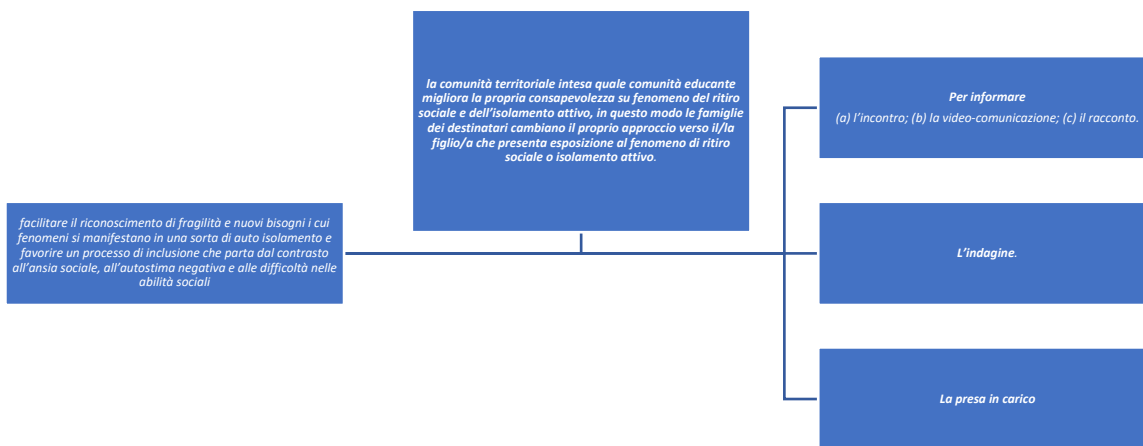 la comunità territoriale intesa quale comunità educante
migliora la propria consapevolezza su fenomeno del ritiro
sociale e dell'isolamento attivo, in questo modo le famiglie
dei destinatari cambiano il proprio approccio verso il/la
figlio/a che presenta esposizione al fenomeno di ritiro
sociale o isolamento attivo.
Per informare
(a) l'incontro; (b) la video-comunicazione; (c) il racconto.
facilitare il riconoscimento di fragilità e nuovi bisogni i cui
fenomeni si manifestano in una sorta di auto isolamento e
favorire un processo di inclusione che parta dal contrasto
all'ansia sociale, all'autostima negativa e alle difficoltà nelle
abilità sociali
L'indagine.
La presa in carico